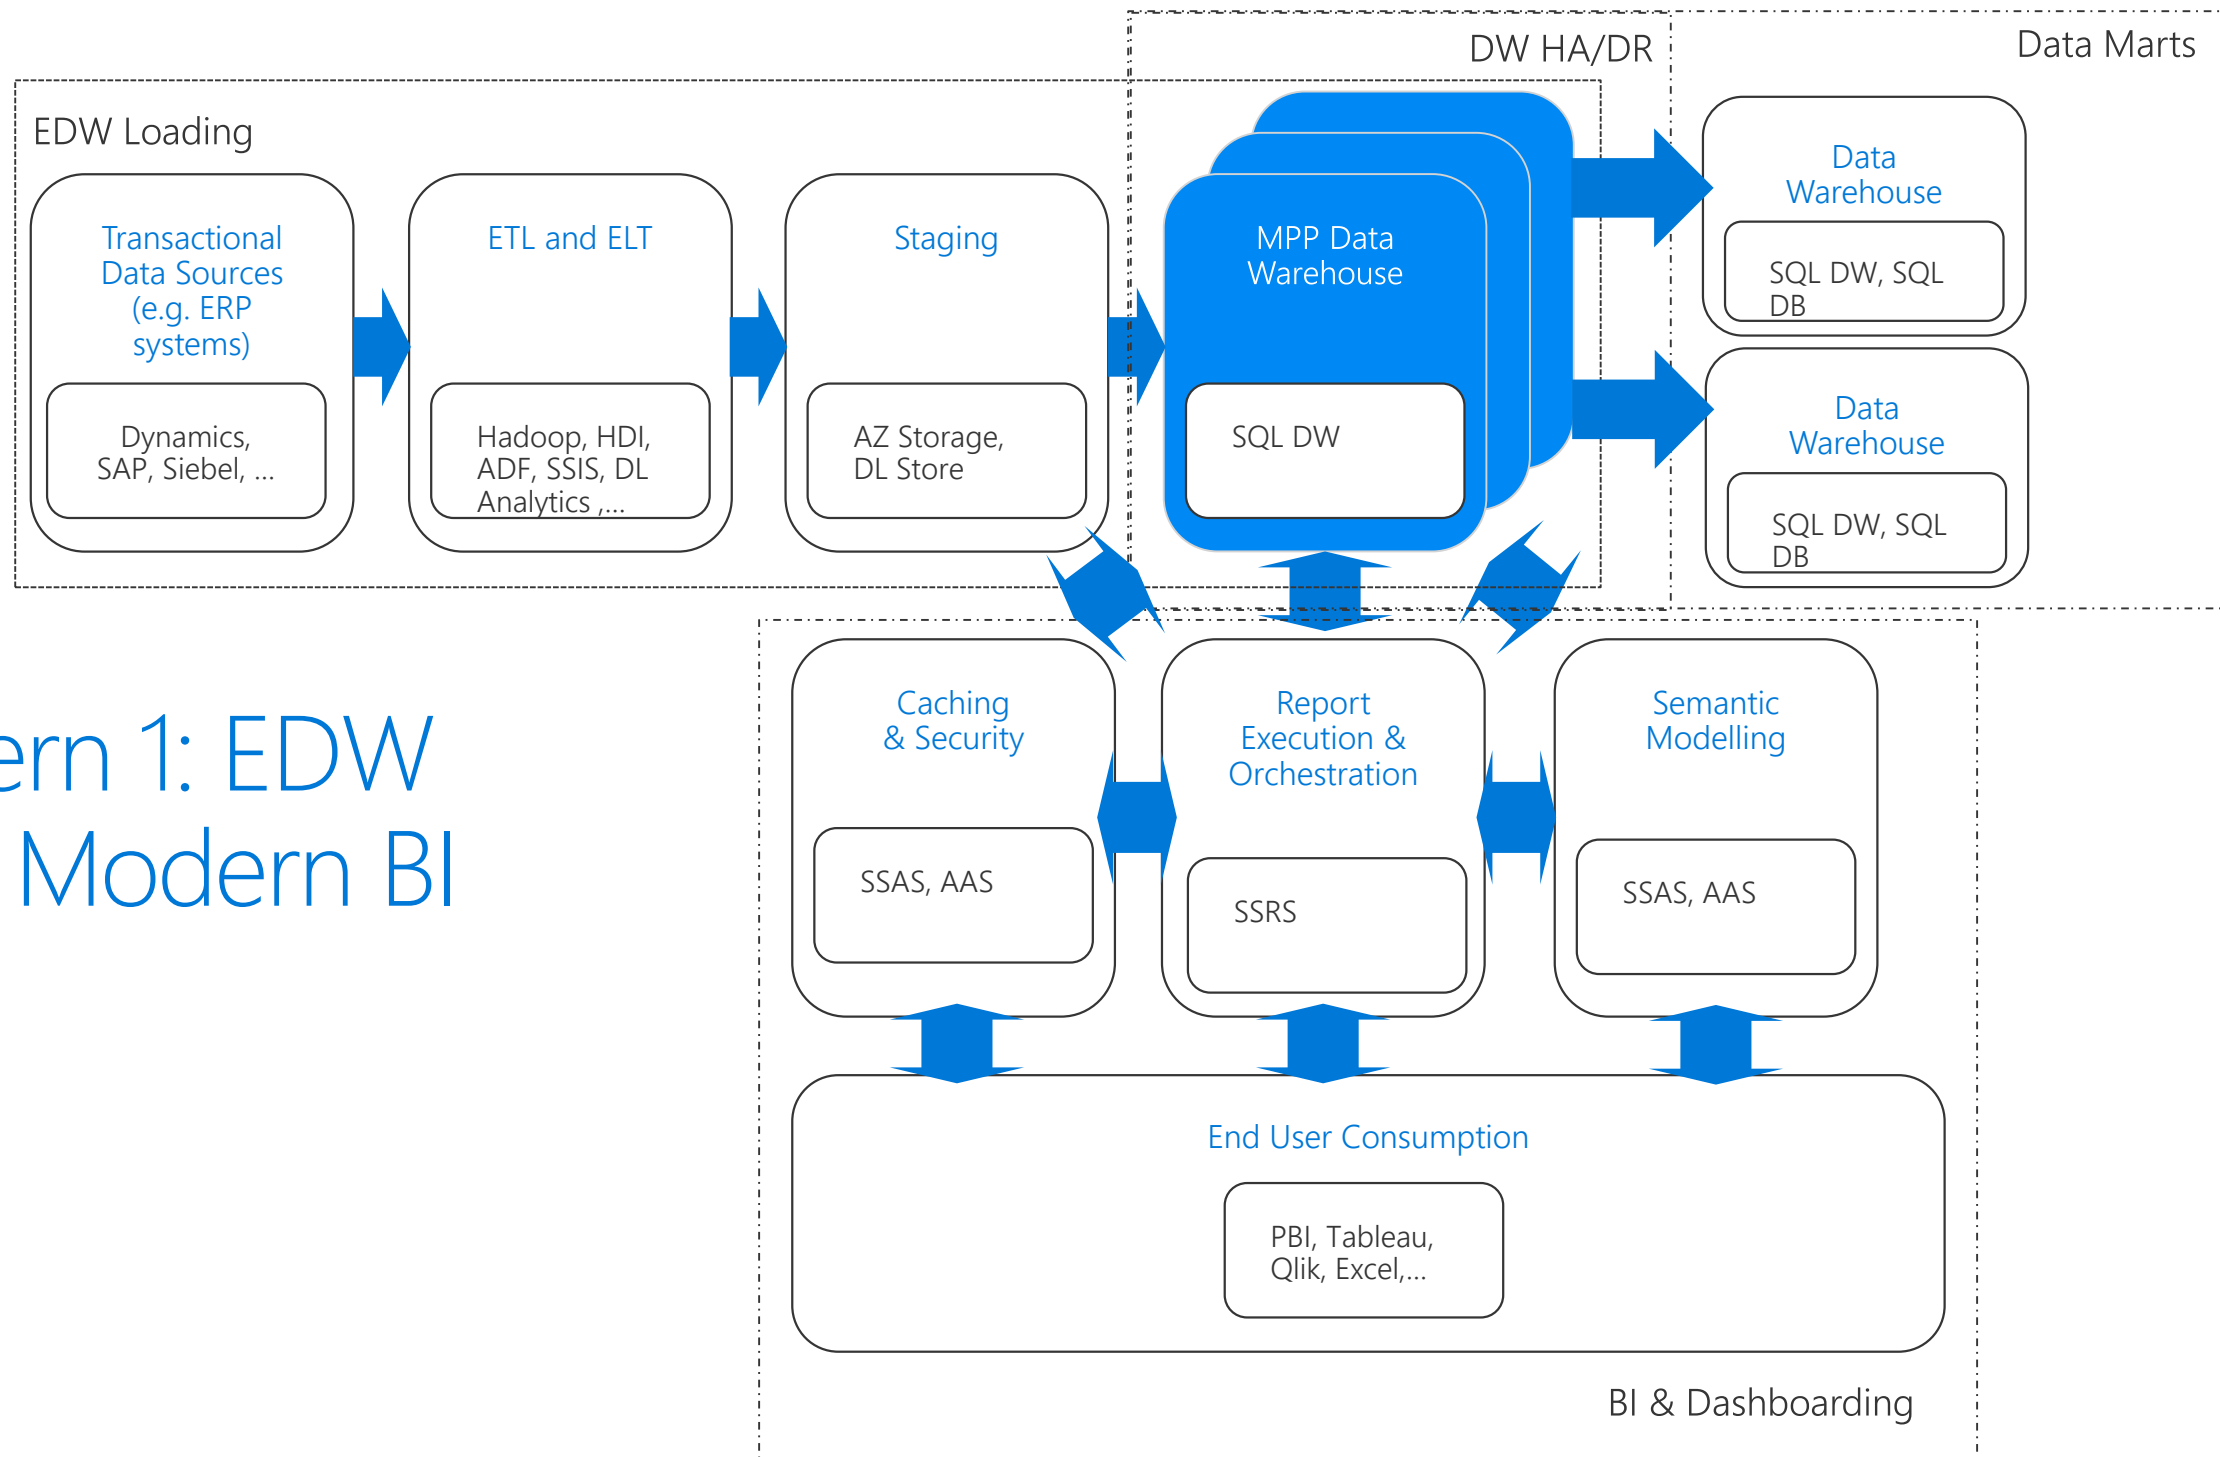 DW HA/DR
Data Marts
EDW Loading
Transactional
Data Sources
(e.g. ERP
systems)
Dynamics,
SAP, Siebel, ...
ETL and ELT
Hadoop, HDI,
ADF, SSIS, DL
Analytics ,...
Staging
AZ Storage,
DL Store
MPP Data
Warehouse
SQL DW
Data
Warehouse
SQL DW, SQL
DB
Data
Warehouse
SQL DW, SQL
DB
1: EDW
Modern BI
Caching
& Security
SSAS, AAS
Report
Execution &
Orchestration
SSRS
Semantic
Modelling
SSAS, AAS
End User Consumption
PBI, Tableau,
Qlik, Excel,...
BI & Dashboarding